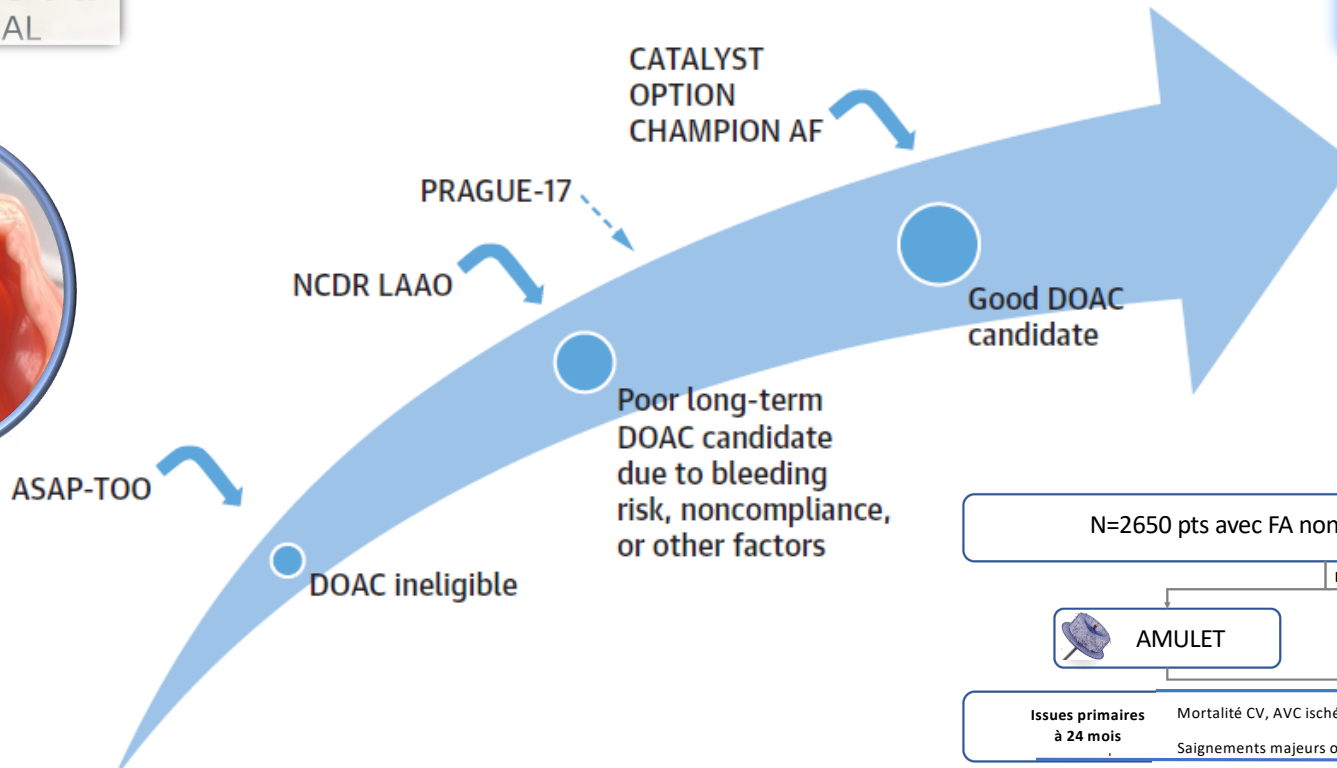 AL
CATALYST
OPTION
CHAMPION AF
PRAGUE-17
NCDR LAAO
Good DOAC
candidate
Poor long-term
DOAC candidate
due to bleeding
risk, noncompliance,
or other factors
ASAP-TOO
DOAC ineligible
N=2650 pts avec FA non
AMULET
Issues primaires
à 24 mois
Mortalité CV, AVC isché
Saignements majeurs o